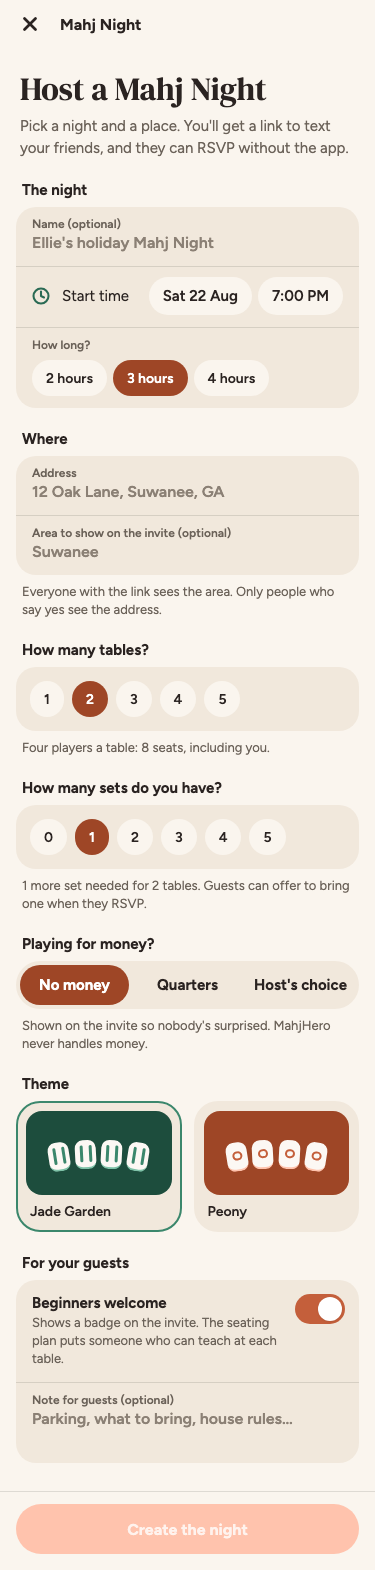 Mahj Night
Host a Mahj Night
Pick a night and a place. You'll get a link to text
your friends, and they can RSVP without the app.
The night
Name (optional)
Ellie's holiday Mahj Night
Start time
Sat 22 Aug
7:00 PM
How long?
2 hours
3 hours
4 hours
Where
Address
12 Oak Lane, Suwanee, GA
Area to show on the invite (optional)
Suwanee
Everyone with the link sees the area. Only people who
say yes see the address.
How many tables?
1
2
3
4
5
Four players a table: 8 seats, including you.
How many sets do you have?
0
1
2
3
4
5
1 more set needed for 2 tables. Guests can offer to bring
one when they RSVP.
Playing for money?
No money
Quarters
Host's choice
Shown on the invite so nobody's surprised. MahjHero
never handles money.
Theme
Jade Garden
Peony
For your guests
Beginners welcome
Shows a badge on the invite. The seating
plan puts someone who can teach at each
table.
Note for guests (optional)
Parking, what to bring, house rules...
Create the night